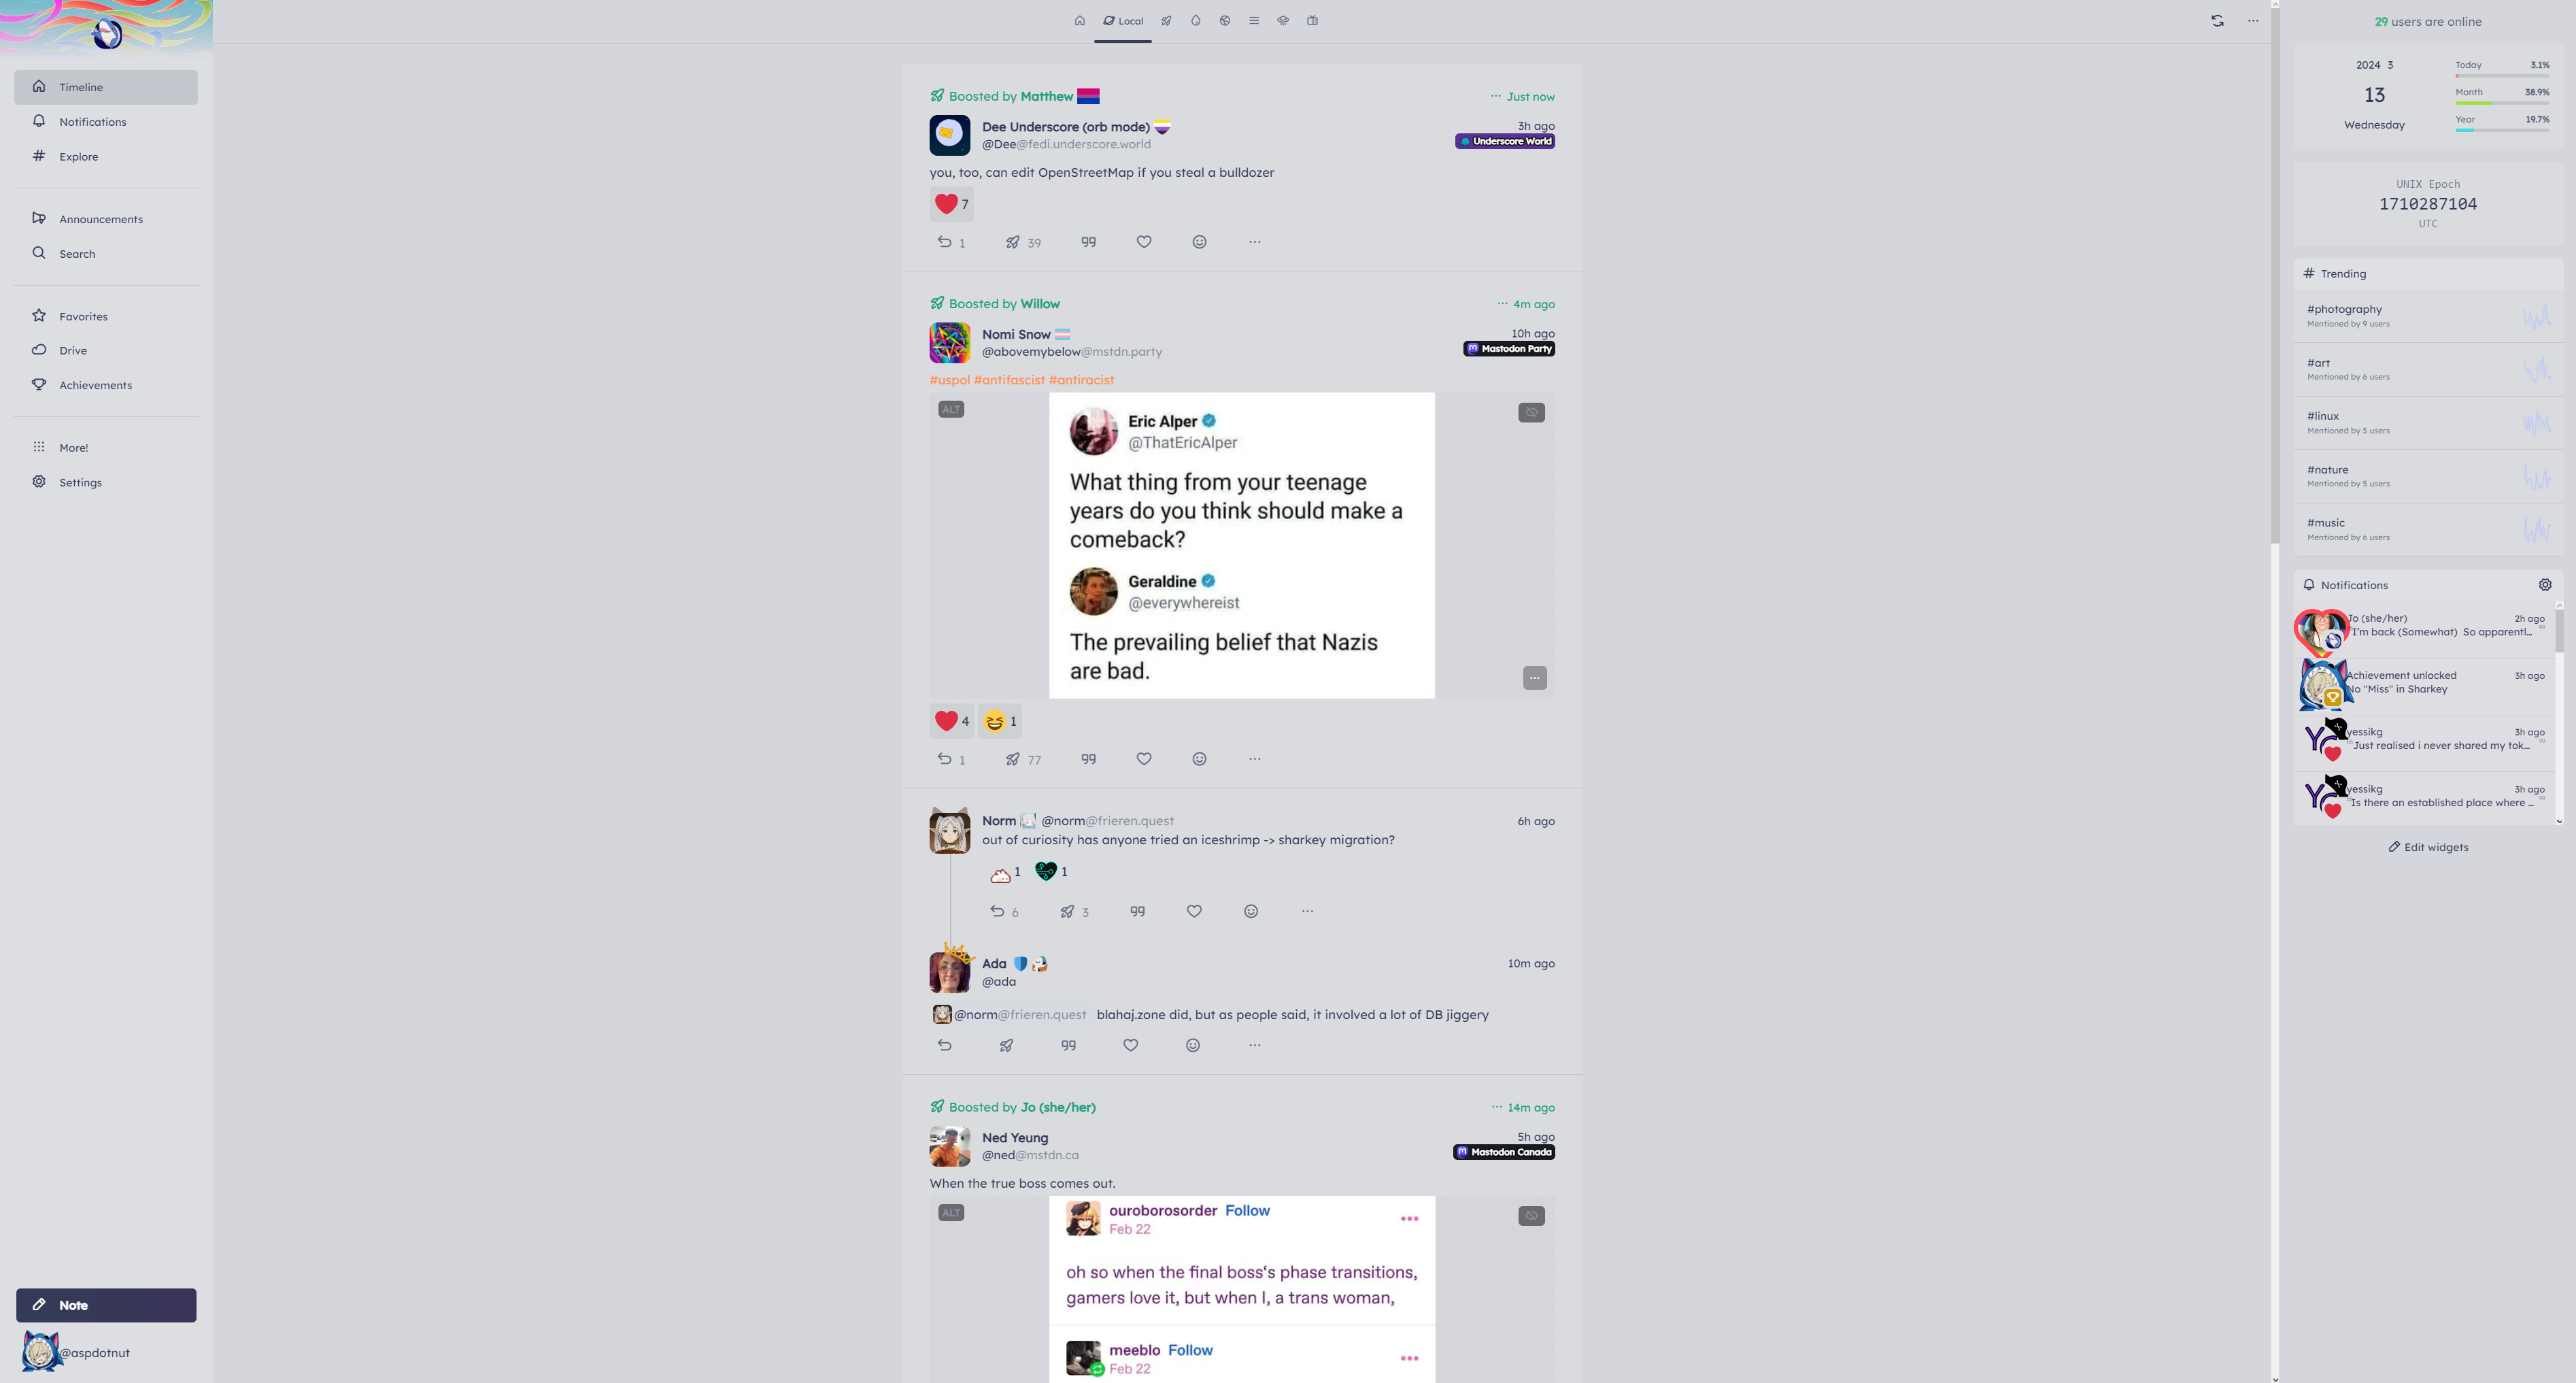 Timeline
Notifications
Explore
Announcements
Search
Favorites
Drive
Achievements
More!
Settings
Note
@aspdotnut
Local
Boosted by Matthew
Just now
Dee Underscore (orb mode)
3h ago
@Dee@fedi.underscore.world
Underscore World
you, too, can edit OpenStreetMap if you steal a bulldozer
7
1
39
Boosted by Willow
4m ago
Nomi Snow
10h ago
@abovemybelow@mstdn.party
Mastodon Party
#uspol #antifascist #antiracist
ALT
Eric Alper
@ThatEricAlper
What thing from your teenage
years do you think should make a
comeback?
Geraldine
@everywhereist
The prevailing belief that Nazis
are bad.
4
1
1
77
Norm @norm@frieren.quest
6h ago
out of curiosity has anyone tried an iceshrimp -> sharkey migration?
1
1
6
3
Ada
10m ago
@ada
@norm@frieren.quest blahaj.zone did, but as people said, it involved a lot of DB jiggery
Boosted by Jo (she/her)
14m ago
Ned Yeung
5h ago
@ned@mstdn.ca
Mastodon Canada
When the true boss comes out.
ALT
ouroborosorder Follow
Feb 22
oh so when the final boss's phase transitions,
gamers love it, but when I, a trans woman,
meeblo Follow
Feb 22
29 users are online
2024 3
13
Wednesday
Today 3.1%
Month 38.9%
Year 19.7%
UNIX Epoch
1710287104
UTC
Trending
#photography
Mentioned by 9 users
#art
Mentioned by 6 users
#linux
Mentioned by 5 users
#nature
Mentioned by 5 users
#music
Mentioned by 6 users
Notifications
Jo (she/her) 2h ago
I'm back (Somewhat) So apparentl...
Achievement unlocked 3h ago
No "Miss" in Sharkey
yessikg 3h ago
Just realised i never shared my tok...
yessikg 3h ago
Is there an established place where ...
Edit widgets